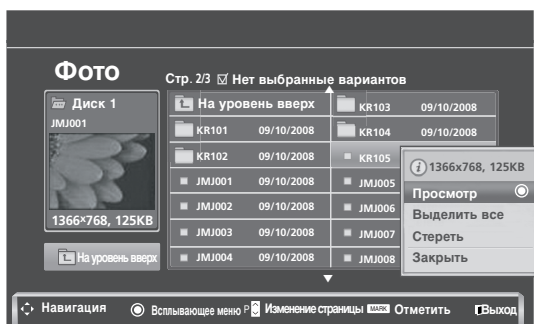 Фото
Стр. 2/3 ☑ Нет выбранные вариантов
Диск 1
JMJ001
1366×768, 125KB
На уровень вверх
На уровень вверх
KR101 09/10/2008
KR102 09/10/2008
JMJ001 09/10/2008
JMJ002 09/10/2008
JMJ003 09/10/2008
JMJ004 09/10/2008
KR103 09/10/2008
KR104 09/10/2008
KR105
JMJ005
JMJ006
JMJ007
JMJ008
1366x768, 125KB
Просмотр
Выделить все
Стереть
Закрыть
Навигация Всплывающее меню P Изменение страницы MARK Отметить Выход